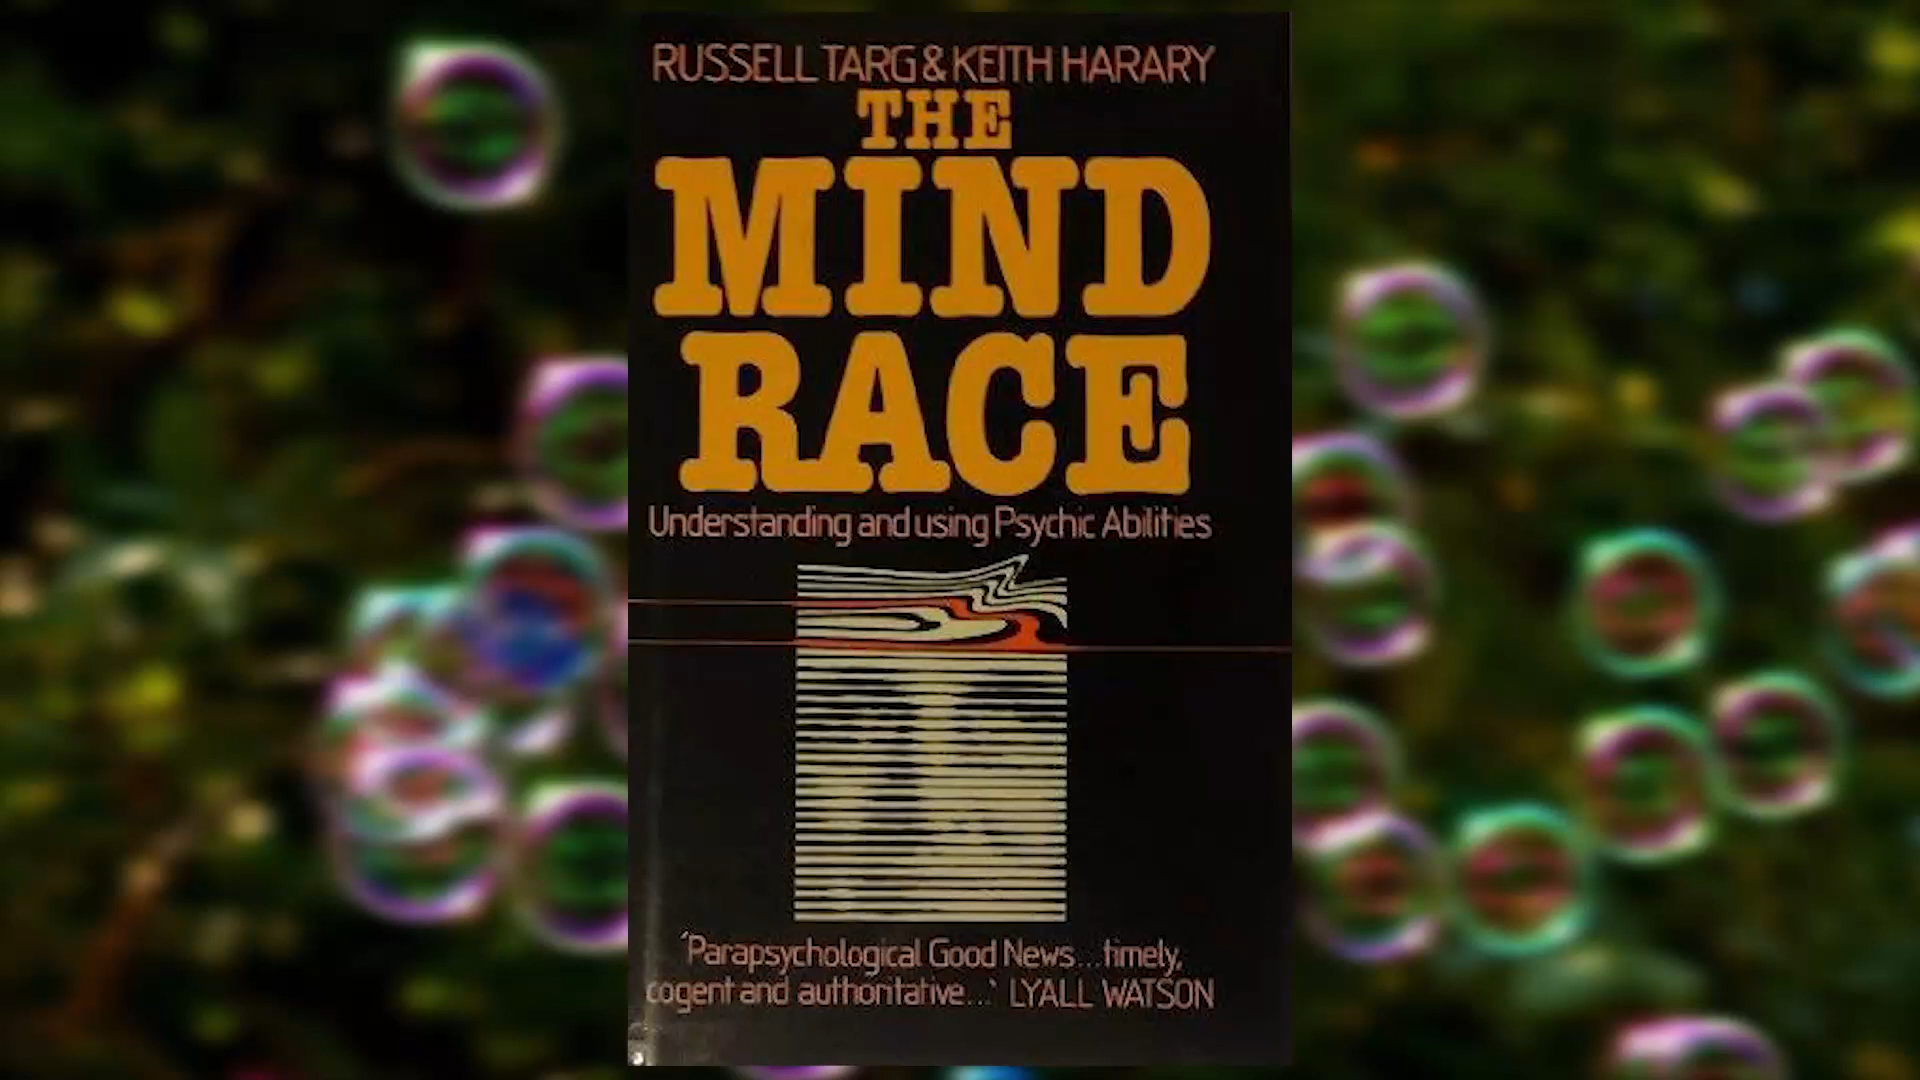 RUSSELL TARG & KEITH HARARY
THE
MIND
RACE
Understanding and using Psychic Abilities
'Parapsychological Good News...timely,
cogent and authoritative...' LYALL WATSON